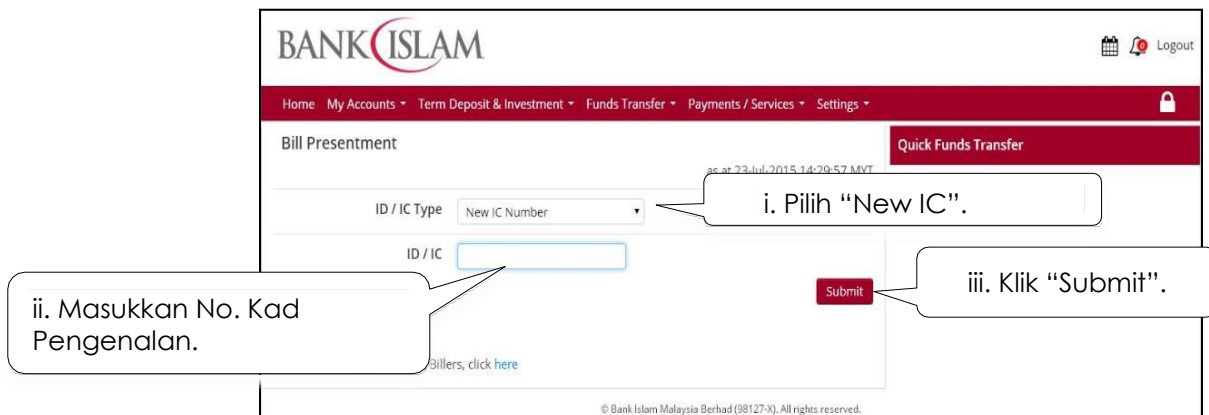 BANK ISLAM
0 Logout
Home My Accounts Term Deposit & Investment Funds Transfer Payments / Services Settings
Bill Presentment
Quick Funds Transfer
as at 23-Jul-2015 14:29:57 MYT
i. Pilih “New IC”.
ID / IC Type New IC Number
ID / IC
Submit
iii. Klik “Submit”.
ii. Masukkan No. Kad
Pengenalan.
Billers, click here
© Bank Islam Malaysia Berhad (98127-X). All rights reserved.